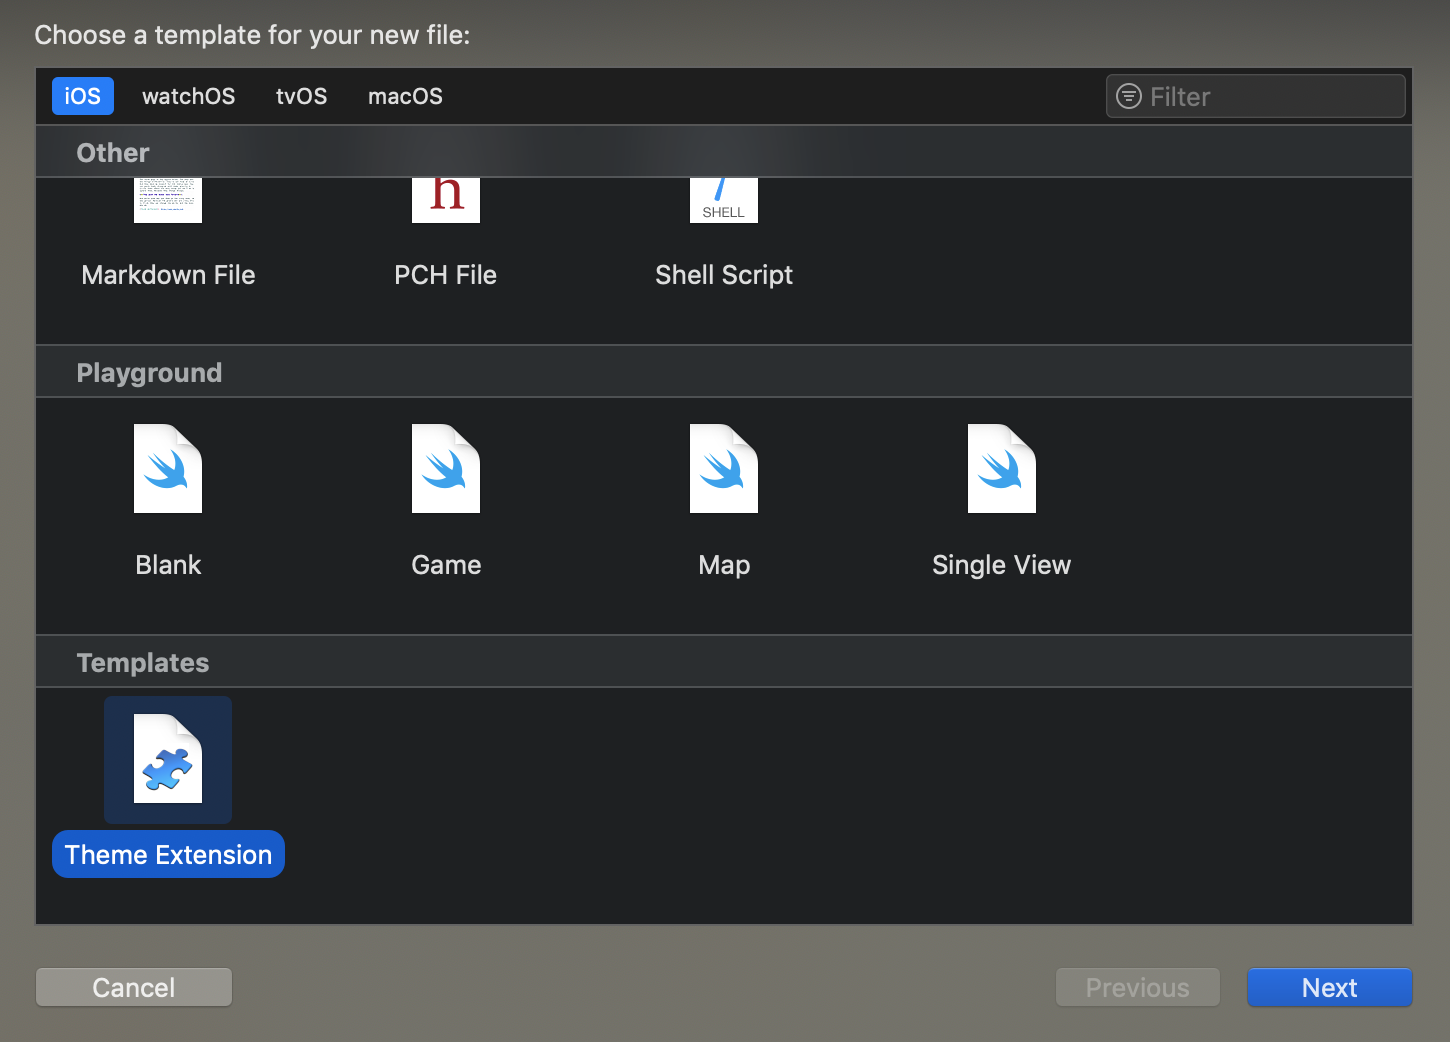 Choose a template for your new file:
iOS watchOS tvOS macOS Filter
Other
h SHELL
Markdown File PCH File Shell Script
Playground
Blank Game Map Single View
Templates
Theme Extension
Cancel Previous Next